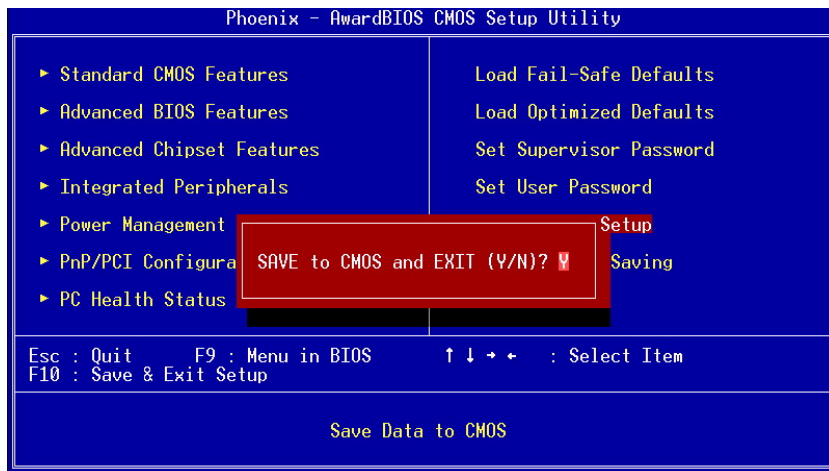 Phoenix - AwardBIOS CMOS Setup Utility
► Standard CMOS Features
► Advanced BIOS Features
► Advanced Chipset Features
► Integrated Peripherals
► Power Management
► PnP/PCI Configura
► PC Health Status
Load Fail-Safe Defaults
Load Optimized Defaults
Set Supervisor Password
Set User Password
Setup
Saving
SAVE to CMOS and EXIT (Y/N)? Y
Esc : Quit F9 : Menu in BIOS ↑ ↓ → ← : Select Item
F10 : Save & Exit Setup
Save Data to CMOS